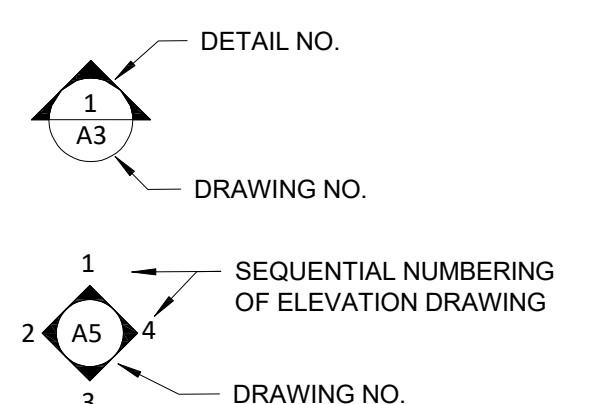 DETAIL NO.
1
A3
DRAWING NO.
1
SEQUENTIAL NUMBERING
OF ELEVATION DRAWING
2 A5 4
3
DRAWING NO.